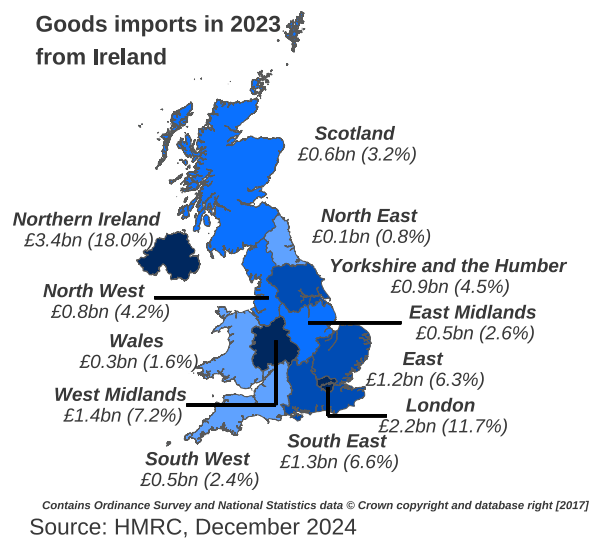 Goods imports in 2023
from Ireland
Scotland
£0.6bn (3.2%)
Northern Ireland
£3.4bn (18.0%)
North East
£0.1bn (0.8%)
Yorkshire and the Humber
£0.9bn (4.5%)
North West
£0.8bn (4.2%)
East Midlands
£0.5bn (2.6%)
Wales
£0.3bn (1.6%)
East
£1.2bn (6.3%)
West Midlands
£1.4bn (7.2%)
London
£2.2bn (11.7%)
South East
£1.3bn (6.6%)
South West
£0.5bn (2.4%)
Contains Ordinance Survey and National Statistics data © Crown copyright and database right [2017]
Source: HMRC, December 2024